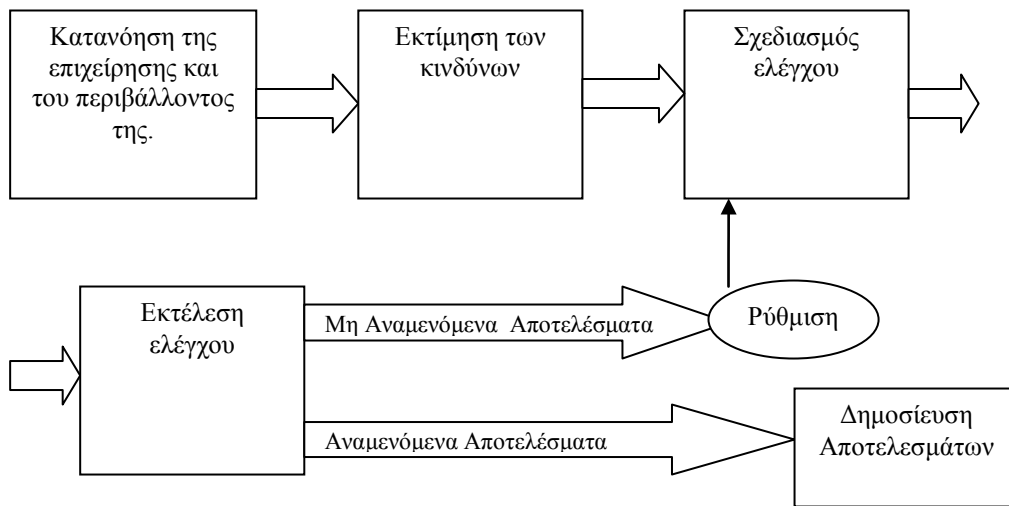 Κατανόηση της
επιχείρησης και
του περιβάλλοντος
της.
Εκτίμηση των
κινδύνων
Σχεδιασμός
ελέγχου
Εκτέλεση
ελέγχου
Μη Αναμενόμενα Αποτελέσματα
Ρύθμιση
Αναμενόμενα Αποτελέσματα
Δημοσίευση
Αποτελεσμάτων